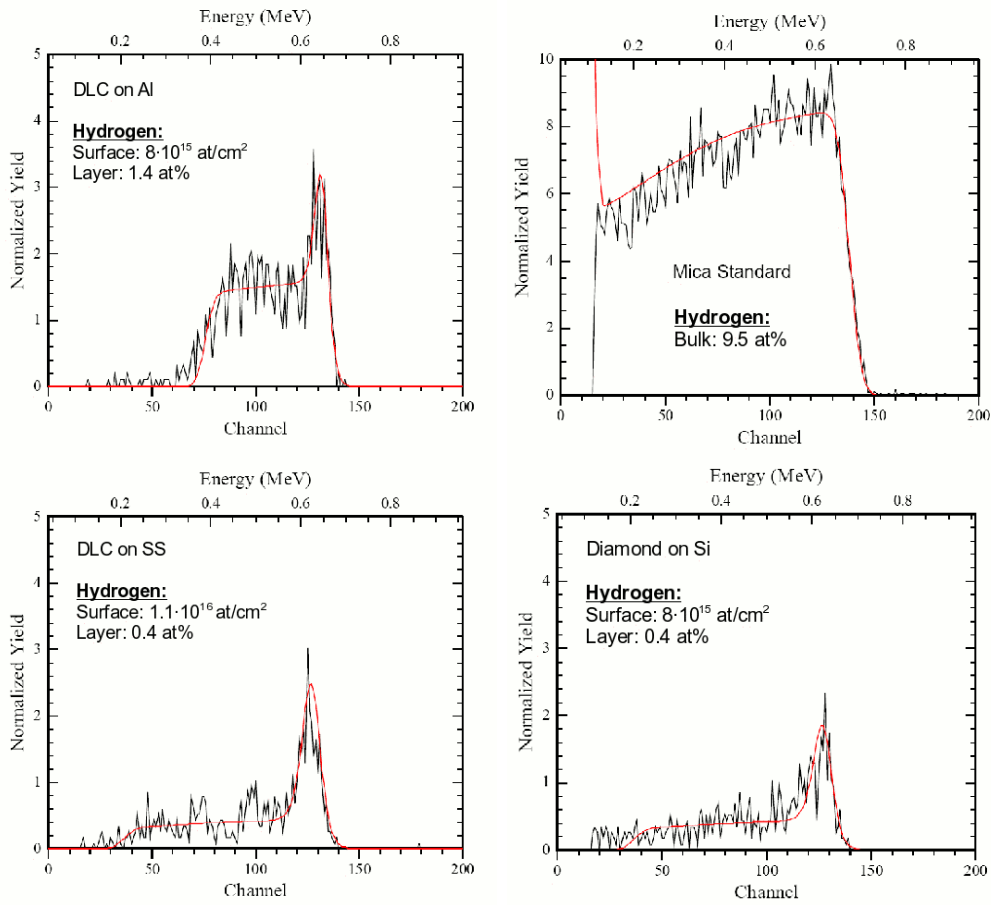 Energy (MeV)
0.2 0.4 0.6 0.8
5
4
3
2
1
0
Normalized Yield
DLC on Al
Hydrogen:
Surface: 8·10¹⁵ at/cm²
Layer: 1.4 at%
0 50 100 150 200
Channel
Energy (MeV)
0.2 0.4 0.6 0.8
10
8
6
4
2
0
Normalized Yield
Mica Standard
Hydrogen:
Bulk: 9.5 at%
0 50 100 150 200
Channel
Energy (MeV)
0.2 0.4 0.6 0.8
5
4
3
2
1
0
Normalized Yield
DLC on SS
Hydrogen:
Surface: 1.1·10¹⁶ at/cm²
Layer: 0.4 at%
0 50 100 150 200
Channel
Energy (MeV)
0.2 0.4 0.6 0.8
5
4
3
2
1
0
Normalized Yield
Diamond on Si
Hydrogen:
Surface: 8·10¹⁵ at/cm²
Layer: 0.4 at%
0 50 100 150 200
Channel